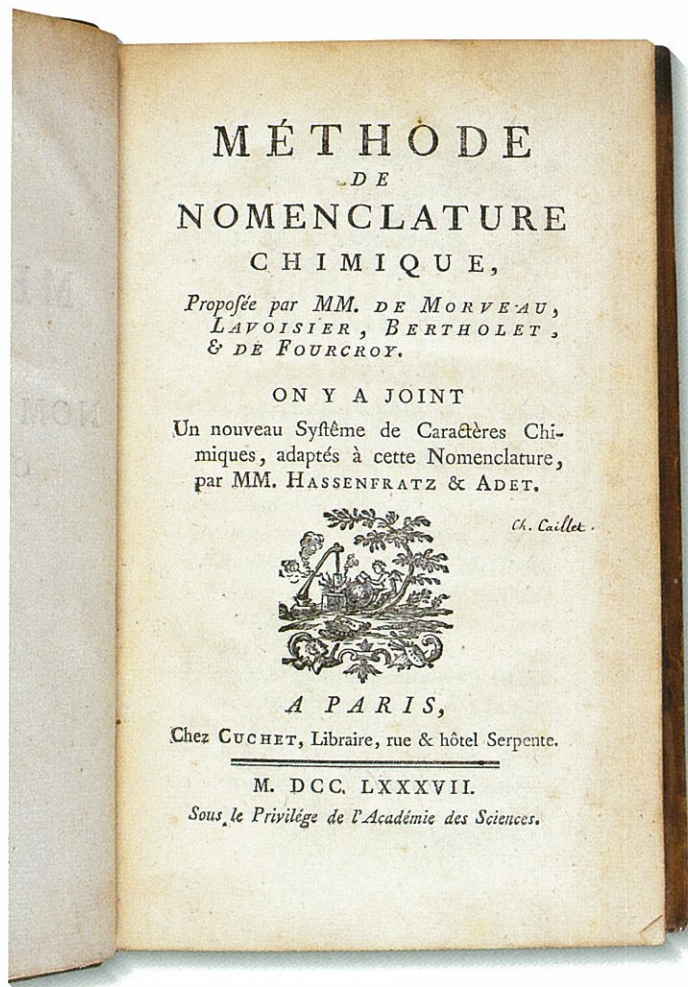 MÉTHODE
DE
NOMENCLATURE
CHIMIQUE,
Proposée par MM. DE MORVEAU,
LAVOISIER, BERTHOLET,
& DE FOURCROY.
ON Y A JOINT
Un nouveau Systême de Caractères Chi-
miques, adaptés à cette Nomenclature,
par MM. HASSENFRATZ & ADET.
Ch. Caillet.
A PARIS,
Chez CUCHET, Libraire, rue & hôtel Serpente.
M. DCC. LXXXVII.
Sous le Privilége de l'Académie des Sciences.